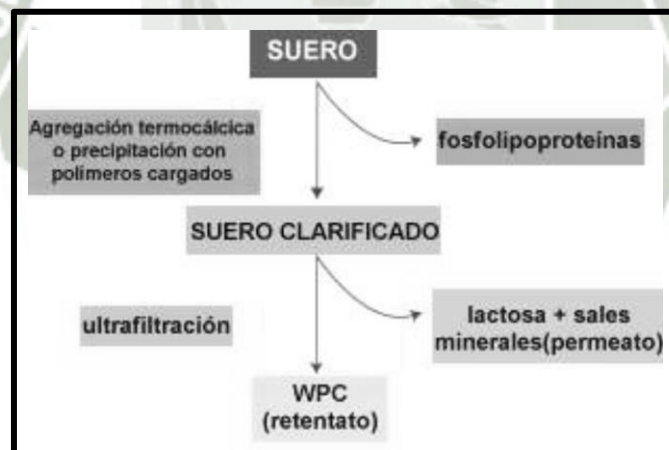 SUERO
Agregación termocálcica
o precipitación con
polímeros cargados
fosfolipoproteínas
SUERO CLARIFICADO
ultrafiltración
lactosa + sales
minerales(permeato)
WPC
(retentato)